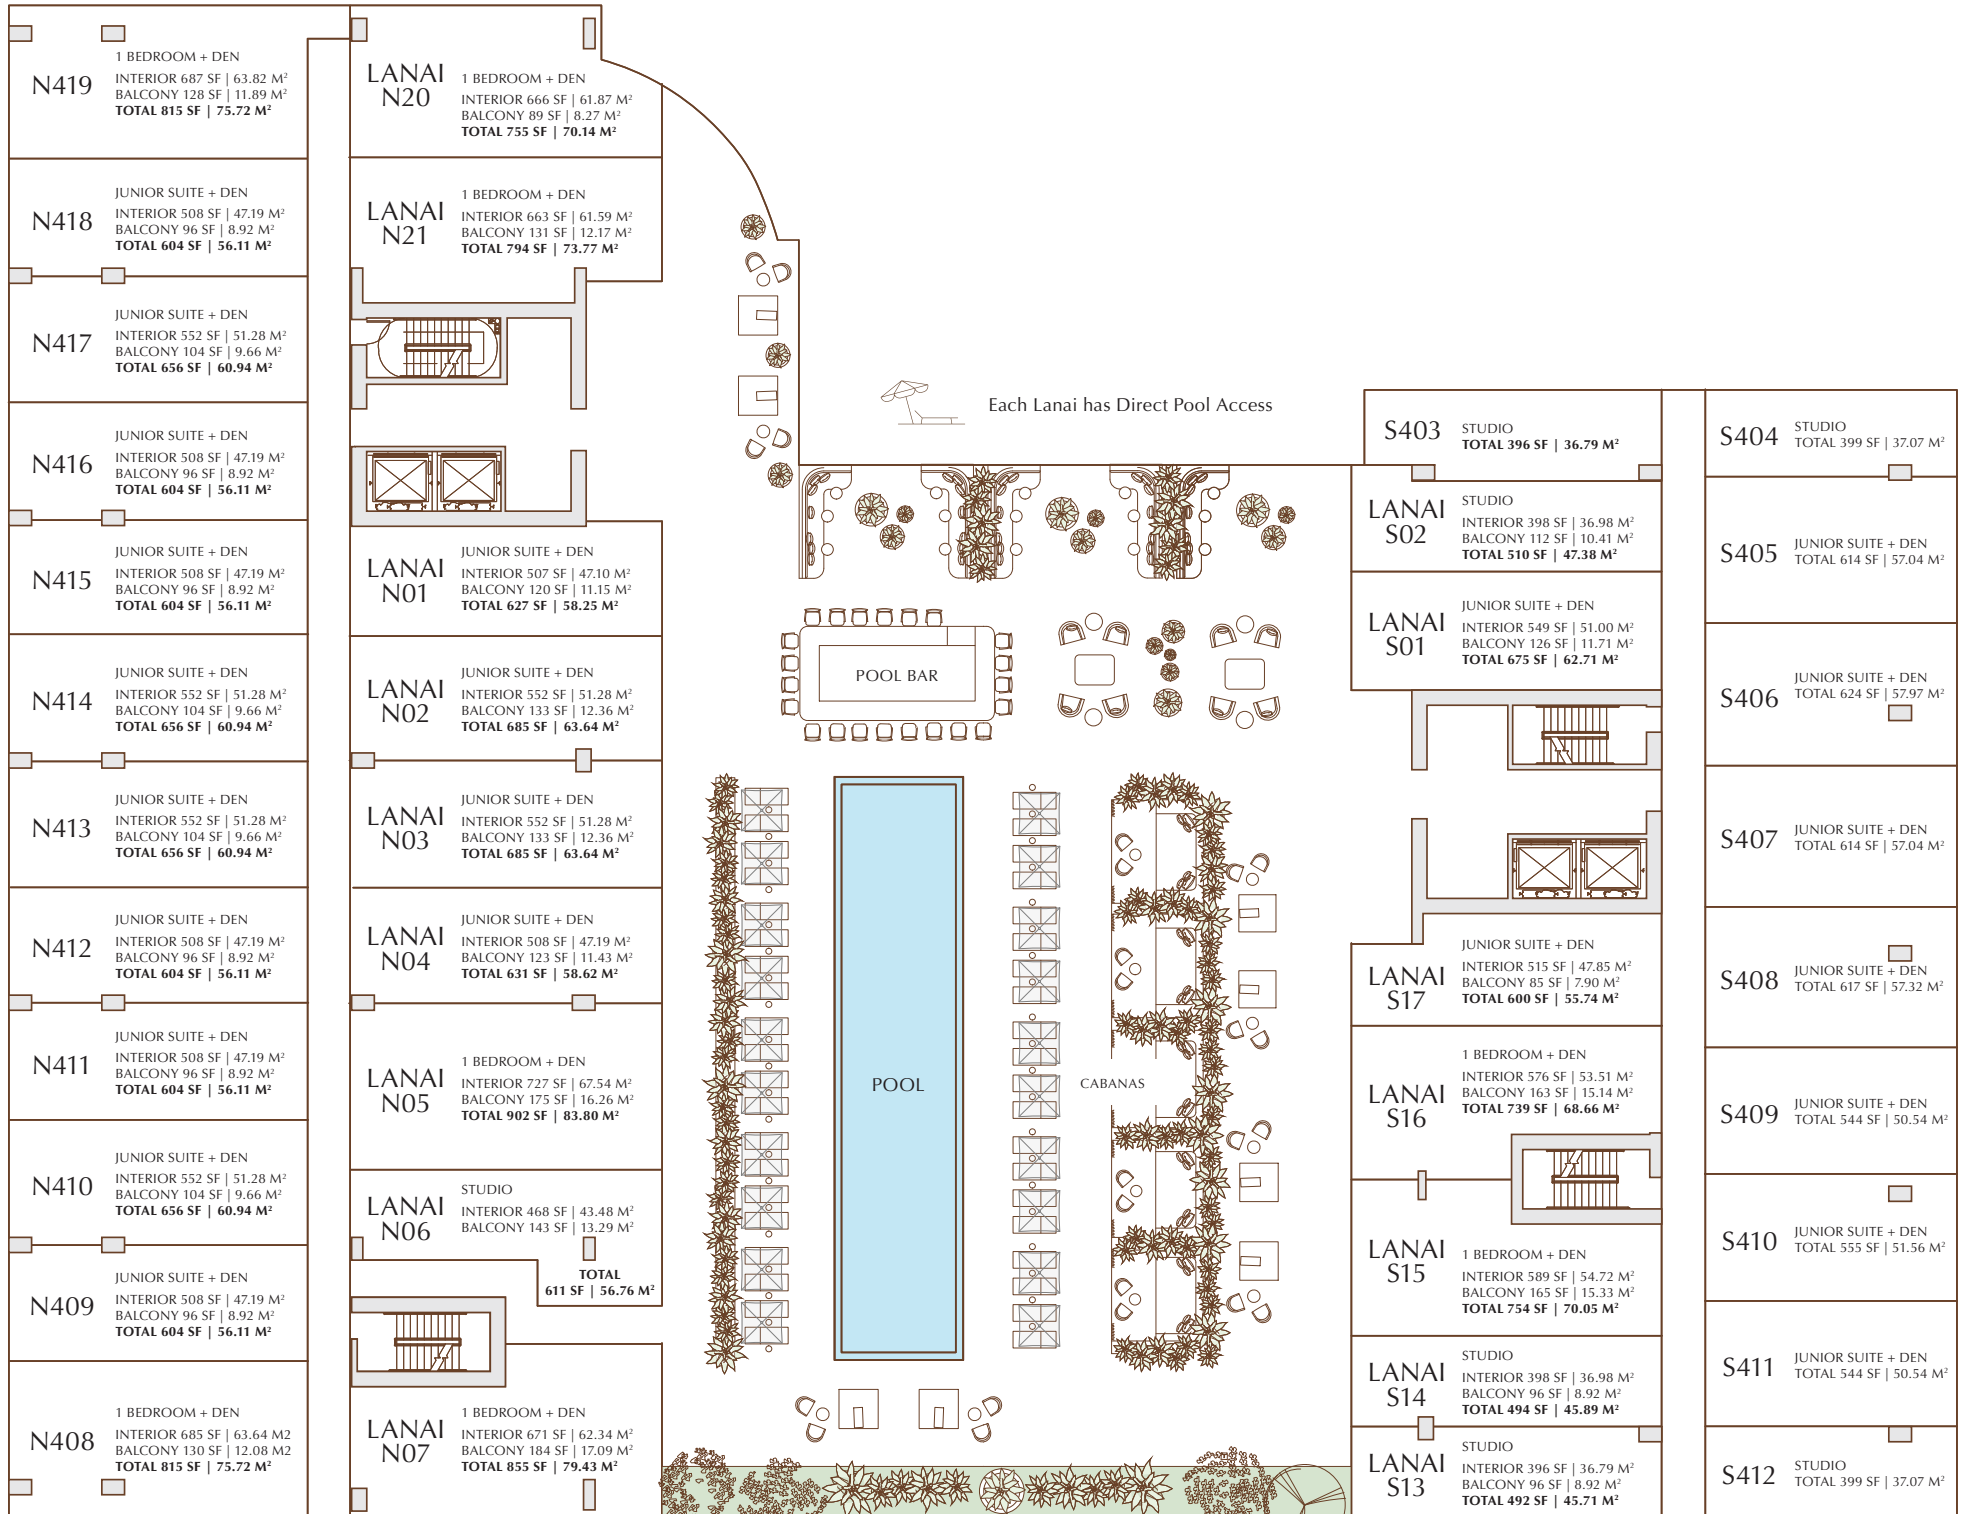 N419
1 BEDROOM + DEN
INTERIOR 687 SF | 63.82 M²
BALCONY 128 SF | 11.89 M²
TOTAL 815 SF | 75.72 M²
N418
JUNIOR SUITE + DEN
INTERIOR 508 SF | 47.19 M²
BALCONY 96 SF | 8.92 M²
TOTAL 604 SF | 56.11 M²
N417
JUNIOR SUITE + DEN
INTERIOR 552 SF | 51.28 M²
BALCONY 104 SF | 9.66 M²
TOTAL 656 SF | 60.94 M²
N416
JUNIOR SUITE + DEN
INTERIOR 508 SF | 47.19 M²
BALCONY 96 SF | 8.92 M²
TOTAL 604 SF | 56.11 M²
N415
JUNIOR SUITE + DEN
INTERIOR 508 SF | 47.19 M²
BALCONY 96 SF | 8.92 M²
TOTAL 604 SF | 56.11 M²
N414
JUNIOR SUITE + DEN
INTERIOR 552 SF | 51.28 M²
BALCONY 104 SF | 9.66 M²
TOTAL 656 SF | 60.94 M²
N413
JUNIOR SUITE + DEN
INTERIOR 552 SF | 51.28 M²
BALCONY 104 SF | 9.66 M²
TOTAL 656 SF | 60.94 M²
N412
JUNIOR SUITE + DEN
INTERIOR 508 SF | 47.19 M²
BALCONY 96 SF | 8.92 M²
TOTAL 604 SF | 56.11 M²
N411
JUNIOR SUITE + DEN
INTERIOR 508 SF | 47.19 M²
BALCONY 96 SF | 8.92 M²
TOTAL 604 SF | 56.11 M²
N410
JUNIOR SUITE + DEN
INTERIOR 552 SF | 51.28 M²
BALCONY 104 SF | 9.66 M²
TOTAL 656 SF | 60.94 M²
N409
JUNIOR SUITE + DEN
INTERIOR 508 SF | 47.19 M²
BALCONY 96 SF | 8.92 M²
TOTAL 604 SF | 56.11 M²
N408
1 BEDROOM + DEN
INTERIOR 685 SF | 63.64 M2
BALCONY 130 SF | 12.08 M2
TOTAL 815 SF | 75.72 M²
LANAI
N20
1 BEDROOM + DEN
INTERIOR 666 SF | 61.87 M²
BALCONY 89 SF | 8.27 M²
TOTAL 755 SF | 70.14 M²
LANAI
N21
1 BEDROOM + DEN
INTERIOR 663 SF | 61.59 M²
BALCONY 131 SF | 12.17 M²
TOTAL 794 SF | 73.77 M²
LANAI
N01
JUNIOR SUITE + DEN
INTERIOR 507 SF | 47.10 M²
BALCONY 120 SF | 11.15 M²
TOTAL 627 SF | 58.25 M²
LANAI
N02
JUNIOR SUITE + DEN
INTERIOR 552 SF | 51.28 M²
BALCONY 133 SF | 12.36 M²
TOTAL 685 SF | 63.64 M²
LANAI
N03
JUNIOR SUITE + DEN
INTERIOR 552 SF | 51.28 M²
BALCONY 133 SF | 12.36 M²
TOTAL 685 SF | 63.64 M²
LANAI
N04
JUNIOR SUITE + DEN
INTERIOR 508 SF | 47.19 M²
BALCONY 123 SF | 11.43 M²
TOTAL 631 SF | 58.62 M²
LANAI
N05
1 BEDROOM + DEN
INTERIOR 727 SF | 67.54 M²
BALCONY 175 SF | 16.26 M²
TOTAL 902 SF | 83.80 M²
LANAI
N06
STUDIO
INTERIOR 468 SF | 43.48 M²
BALCONY 143 SF | 13.29 M²
TOTAL
611 SF | 56.76 M²
LANAI
N07
1 BEDROOM + DEN
INTERIOR 671 SF | 62.34 M²
BALCONY 184 SF | 17.09 M²
TOTAL 855 SF | 79.43 M²
Each Lanai has Direct Pool Access
POOL BAR
POOL
CABANAS
S403
STUDIO
TOTAL 396 SF | 36.79 M²
LANAI
S02
STUDIO
INTERIOR 398 SF | 36.98 M²
BALCONY 112 SF | 10.41 M²
TOTAL 510 SF | 47.38 M²
LANAI
S01
JUNIOR SUITE + DEN
INTERIOR 549 SF | 51.00 M²
BALCONY 126 SF | 11.71 M²
TOTAL 675 SF | 62.71 M²
LANAI
S17
JUNIOR SUITE + DEN
INTERIOR 515 SF | 47.85 M²
BALCONY 85 SF | 7.90 M²
TOTAL 600 SF | 55.74 M²
LANAI
S16
1 BEDROOM + DEN
INTERIOR 576 SF | 53.51 M²
BALCONY 163 SF | 15.14 M²
TOTAL 739 SF | 68.66 M²
LANAI
S15
1 BEDROOM + DEN
INTERIOR 589 SF | 54.72 M²
BALCONY 165 SF | 15.33 M²
TOTAL 754 SF | 70.05 M²
LANAI
S14
STUDIO
INTERIOR 398 SF | 36.98 M²
BALCONY 96 SF | 8.92 M²
TOTAL 494 SF | 45.89 M²
LANAI
S13
STUDIO
INTERIOR 396 SF | 36.79 M²
BALCONY 96 SF | 8.92 M²
TOTAL 492 SF | 45.71 M²
S404
STUDIO
TOTAL 399 SF | 37.07 M²
S405
JUNIOR SUITE + DEN
TOTAL 614 SF | 57.04 M²
S406
JUNIOR SUITE + DEN
TOTAL 624 SF | 57.97 M²
S407
JUNIOR SUITE + DEN
TOTAL 614 SF | 57.04 M²
S408
JUNIOR SUITE + DEN
TOTAL 617 SF | 57.32 M²
S409
JUNIOR SUITE + DEN
TOTAL 544 SF | 50.54 M²
S410
JUNIOR SUITE + DEN
TOTAL 555 SF | 51.56 M²
S411
JUNIOR SUITE + DEN
TOTAL 544 SF | 50.54 M²
S412
STUDIO
TOTAL 399 SF | 37.07 M²